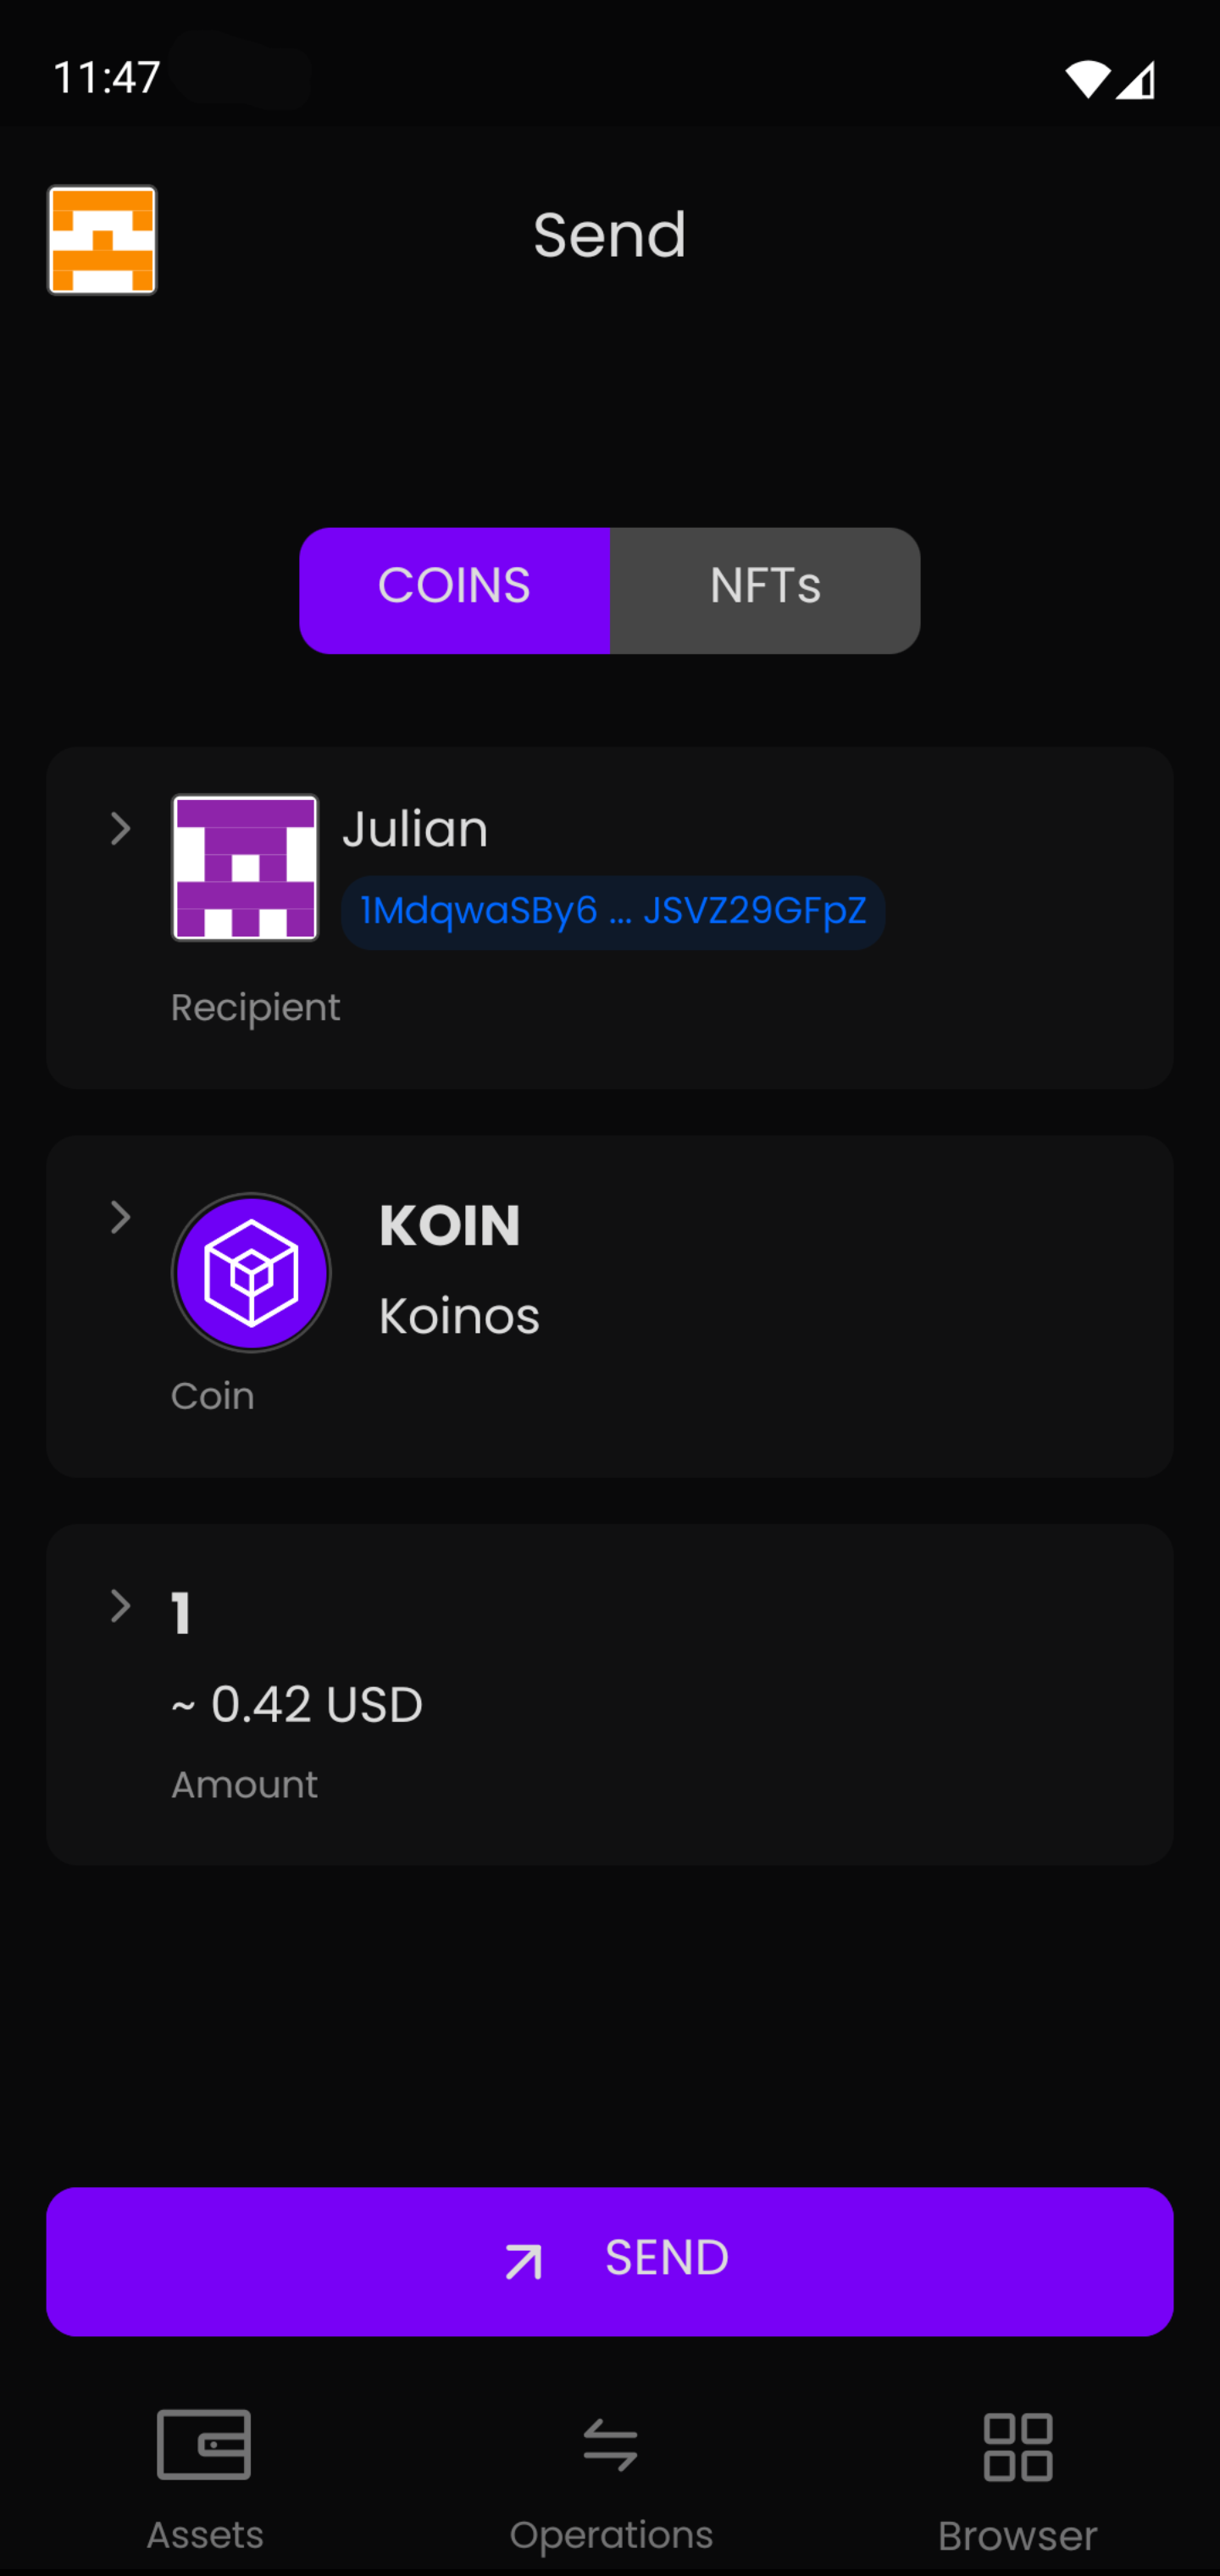 11:47
Send
COINS
NFTs
Julian
1MdqwaSBy6 ... JSVZ29GFpZ
Recipient
KOIN
Koinos
Coin
1
~ 0.42 USD
Amount
SEND
Assets
Operations
Browser